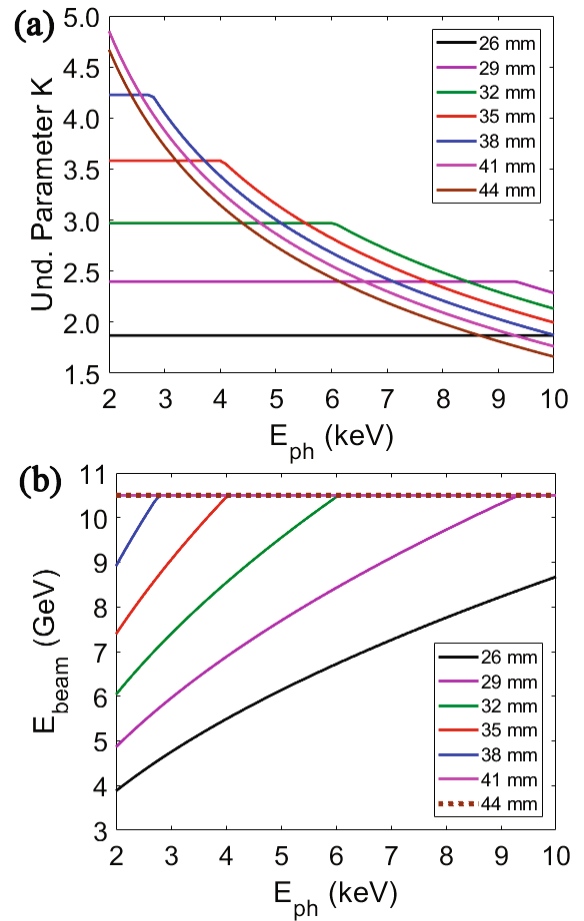 (a)
5.0
4.5
4.0
3.5
3.0
2.5
2.0
1.5
Und. Parameter K
26 mm
29 mm
32 mm
35 mm
38 mm
41 mm
44 mm
2 3 4 5 6 7 8 9 10
E_ph (keV)
(b)
11
10
9
8
7
6
5
4
3
E_beam (GeV)
26 mm
29 mm
32 mm
35 mm
38 mm
41 mm
44 mm
2 3 4 5 6 7 8 9 10
E_ph (keV)